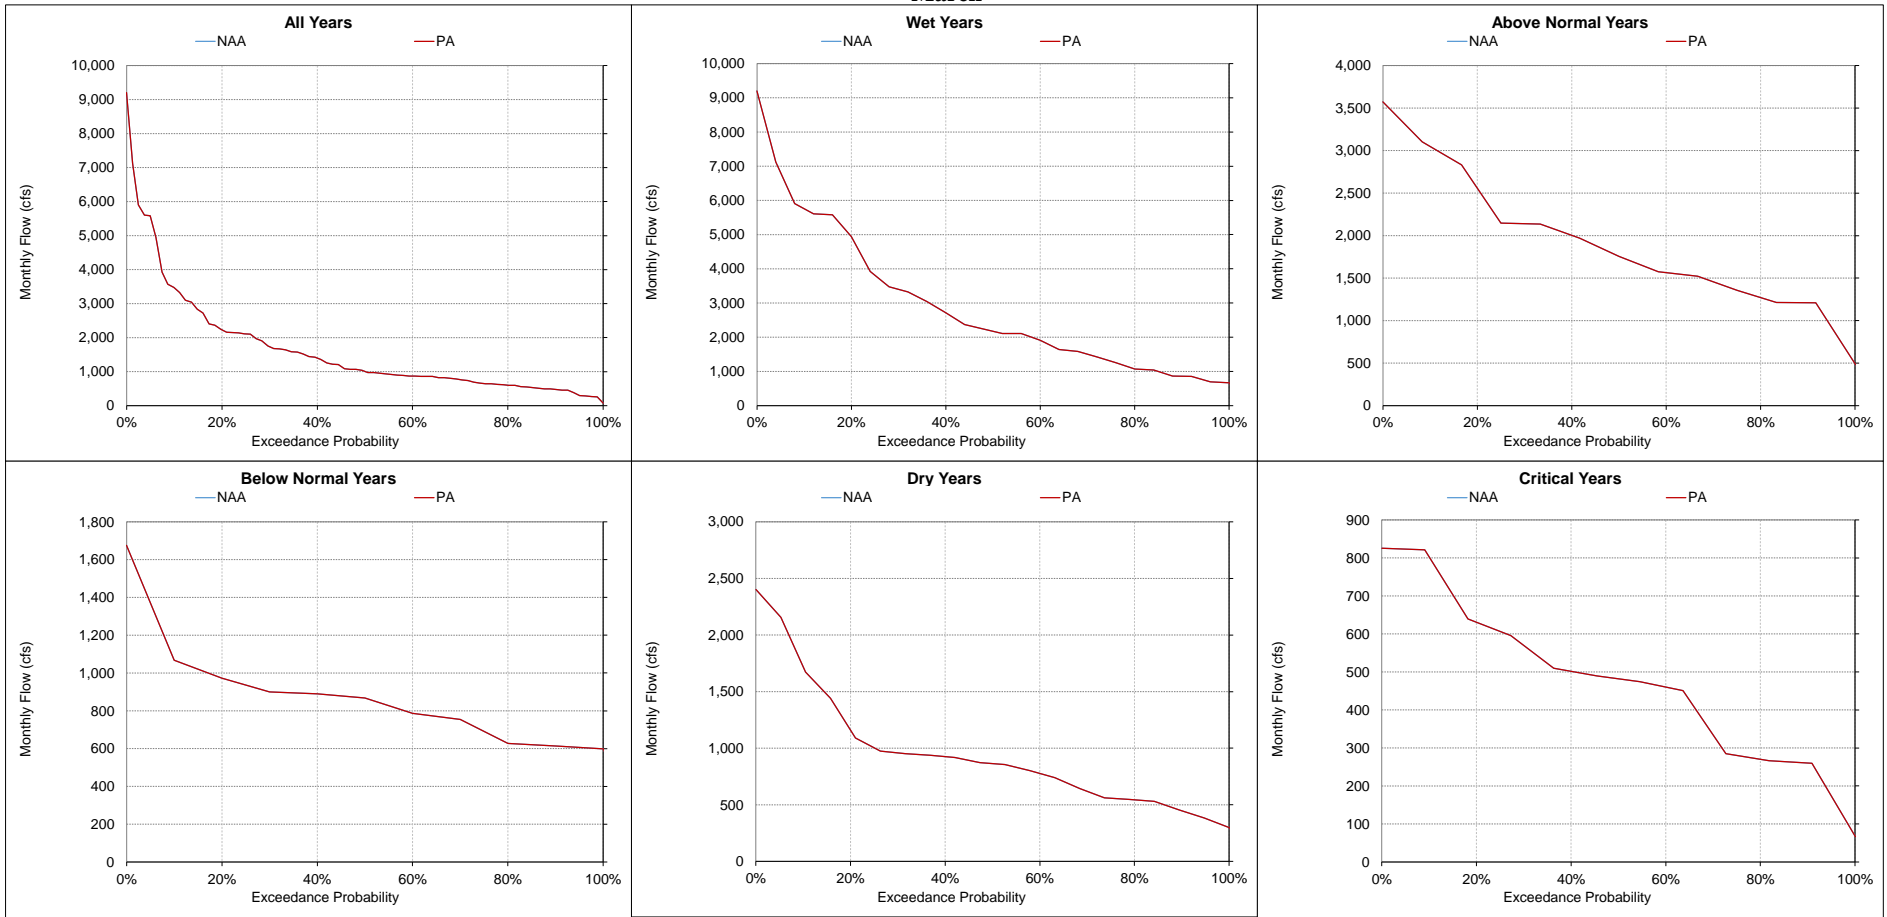 All Years
NAA PA
10,000
9,000
8,000
7,000
6,000
5,000
4,000
3,000
2,000
1,000
0
Monthly Flow (cfs)
0% 20% 40% 60% 80% 100%
Exceedance Probability
Wet Years
NAA PA
10,000
9,000
8,000
7,000
6,000
5,000
4,000
3,000
2,000
1,000
0
Monthly Flow (cfs)
0% 20% 40% 60% 80% 100%
Exceedance Probability
Above Normal Years
NAA PA
4,000
3,500
3,000
2,500
2,000
1,500
1,000
500
0
Monthly Flow (cfs)
0% 20% 40% 60% 80% 100%
Exceedance Probability
Below Normal Years
NAA PA
1,800
1,600
1,400
1,200
1,000
800
600
400
200
0
Monthly Flow (cfs)
0% 20% 40% 60% 80% 100%
Exceedance Probability
Dry Years
NAA PA
3,000
2,500
2,000
1,500
1,000
500
0
Monthly Flow (cfs)
0% 20% 40% 60% 80% 100%
Exceedance Probability
Critical Years
NAA PA
900
800
700
600
500
400
300
200
100
0
Monthly Flow (cfs)
0% 20% 40% 60% 80% 100%
Exceedance Probability